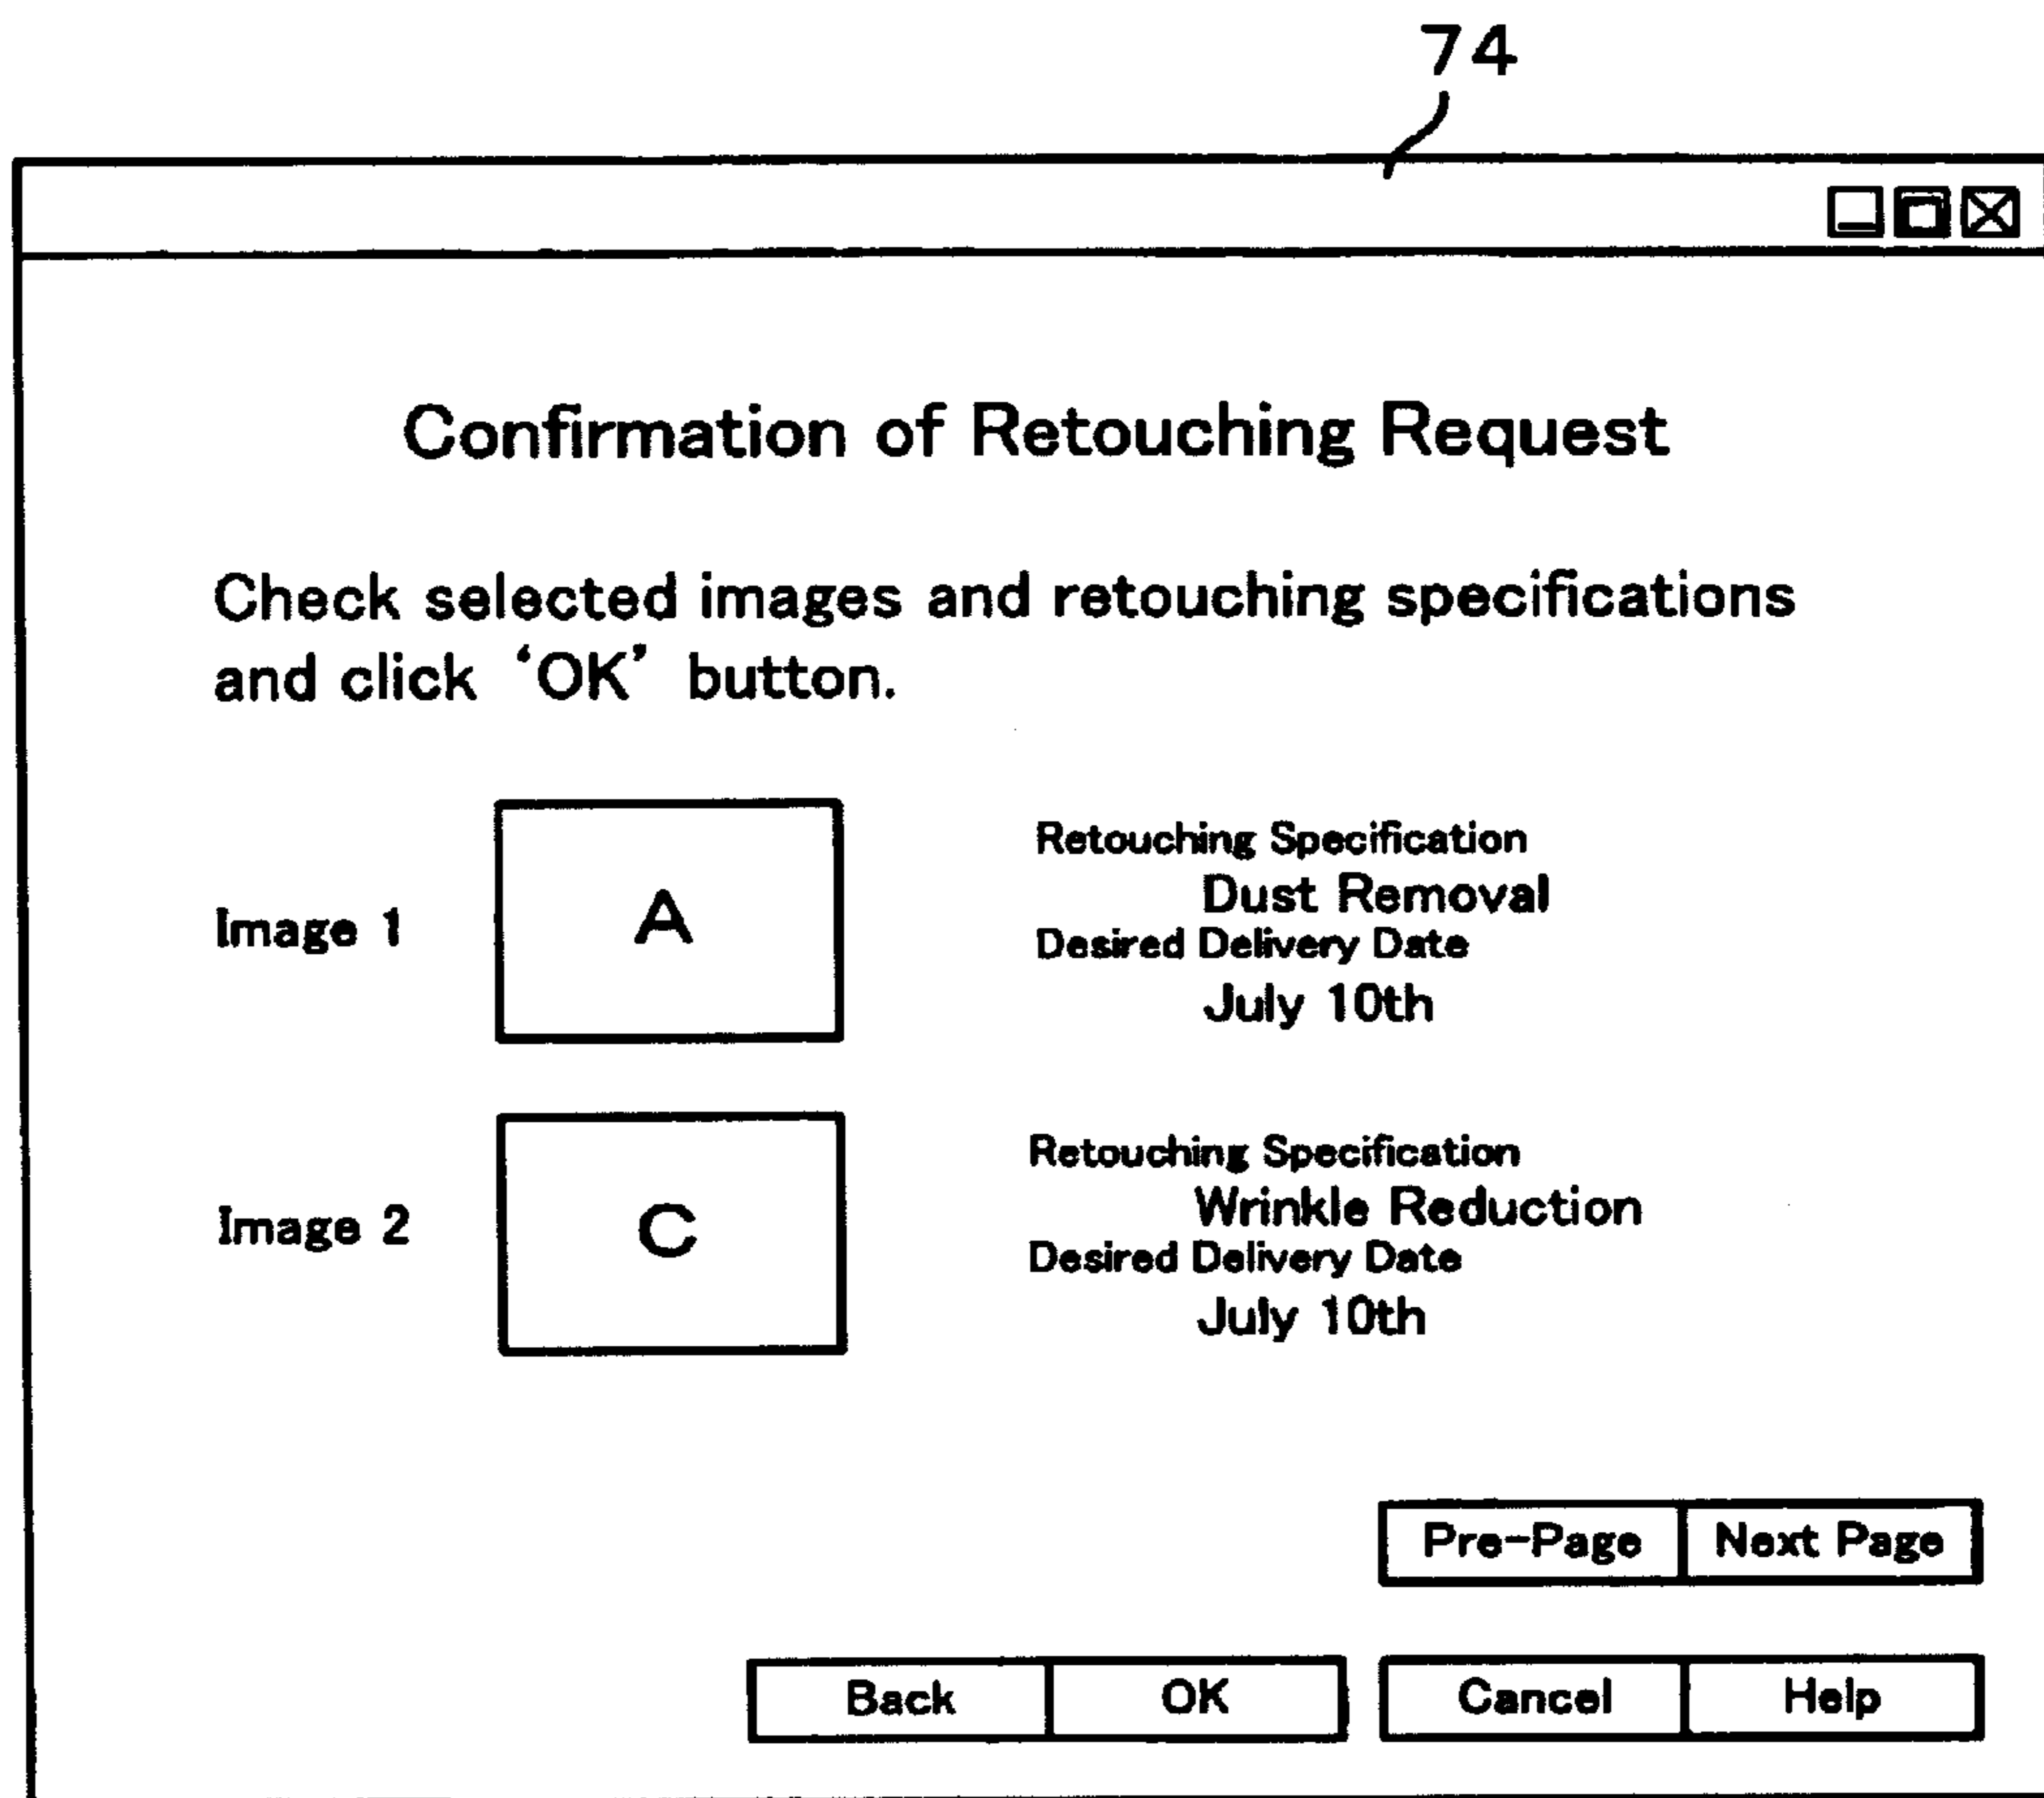 74
Confirmation of Retouching Request
Check selected images and retouching specifications
and click ‘OK’ button.
Image 1
A
Retouching Specification
Dust Removal
Desired Delivery Date
July 10th
Image 2
C
Retouching Specification
Wrinkle Reduction
Desired Delivery Date
July 10th
Pre-Page Next Page
Back OK Cancel Help